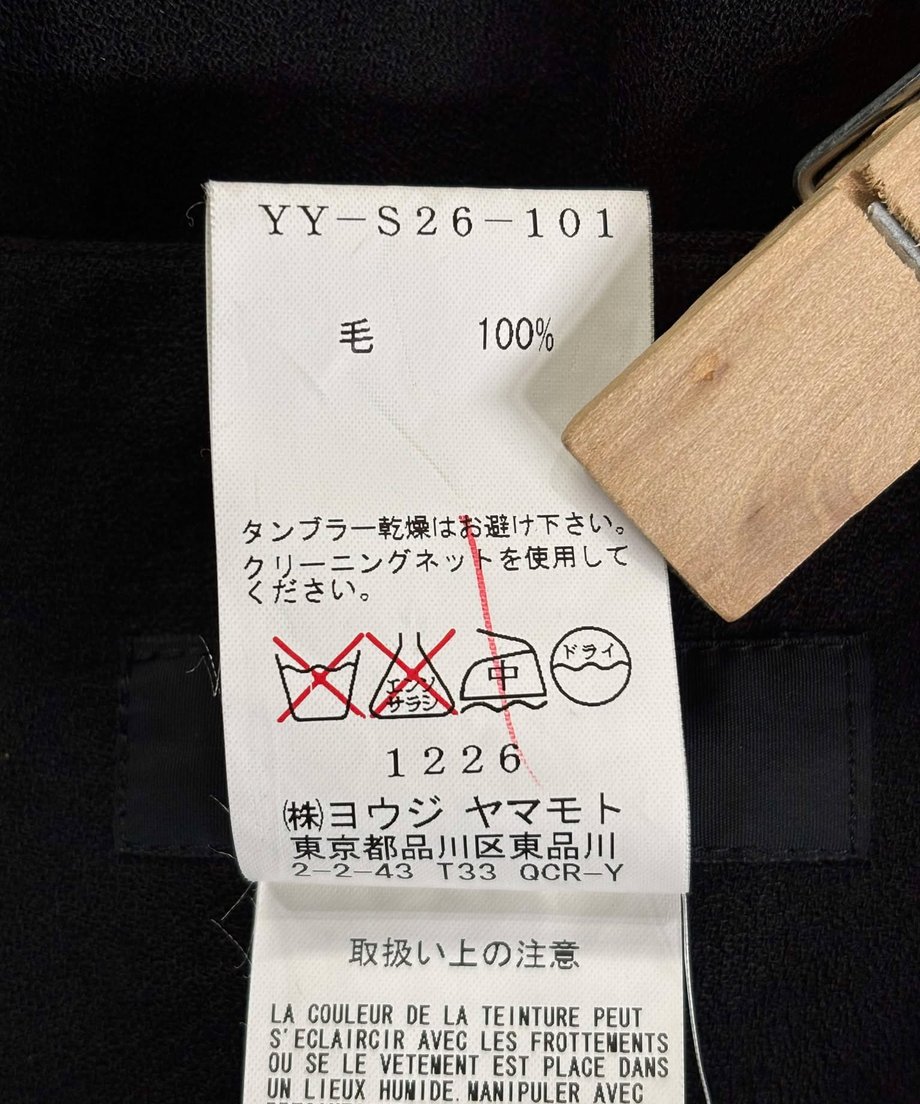 YY-S26-101
毛 100%
タンブラー乾燥はお避け下さい。
クリーニングネットを使用して
ください。
エンソ
サラシ
中
ドライ
1226
㈱ヨウジ ヤマモト
東京都品川区東品川
2-2-43 T33 QCR-Y
取扱い上の注意
LA COULEUR DE LA TEINTURE PEUT
S'ECLAIRCIR AVEC LES FROTTEMENTS
OU SE LE VETEMENT EST PLACE DANS
UN LIEUX HUMIDE. MANIPULER AVEC